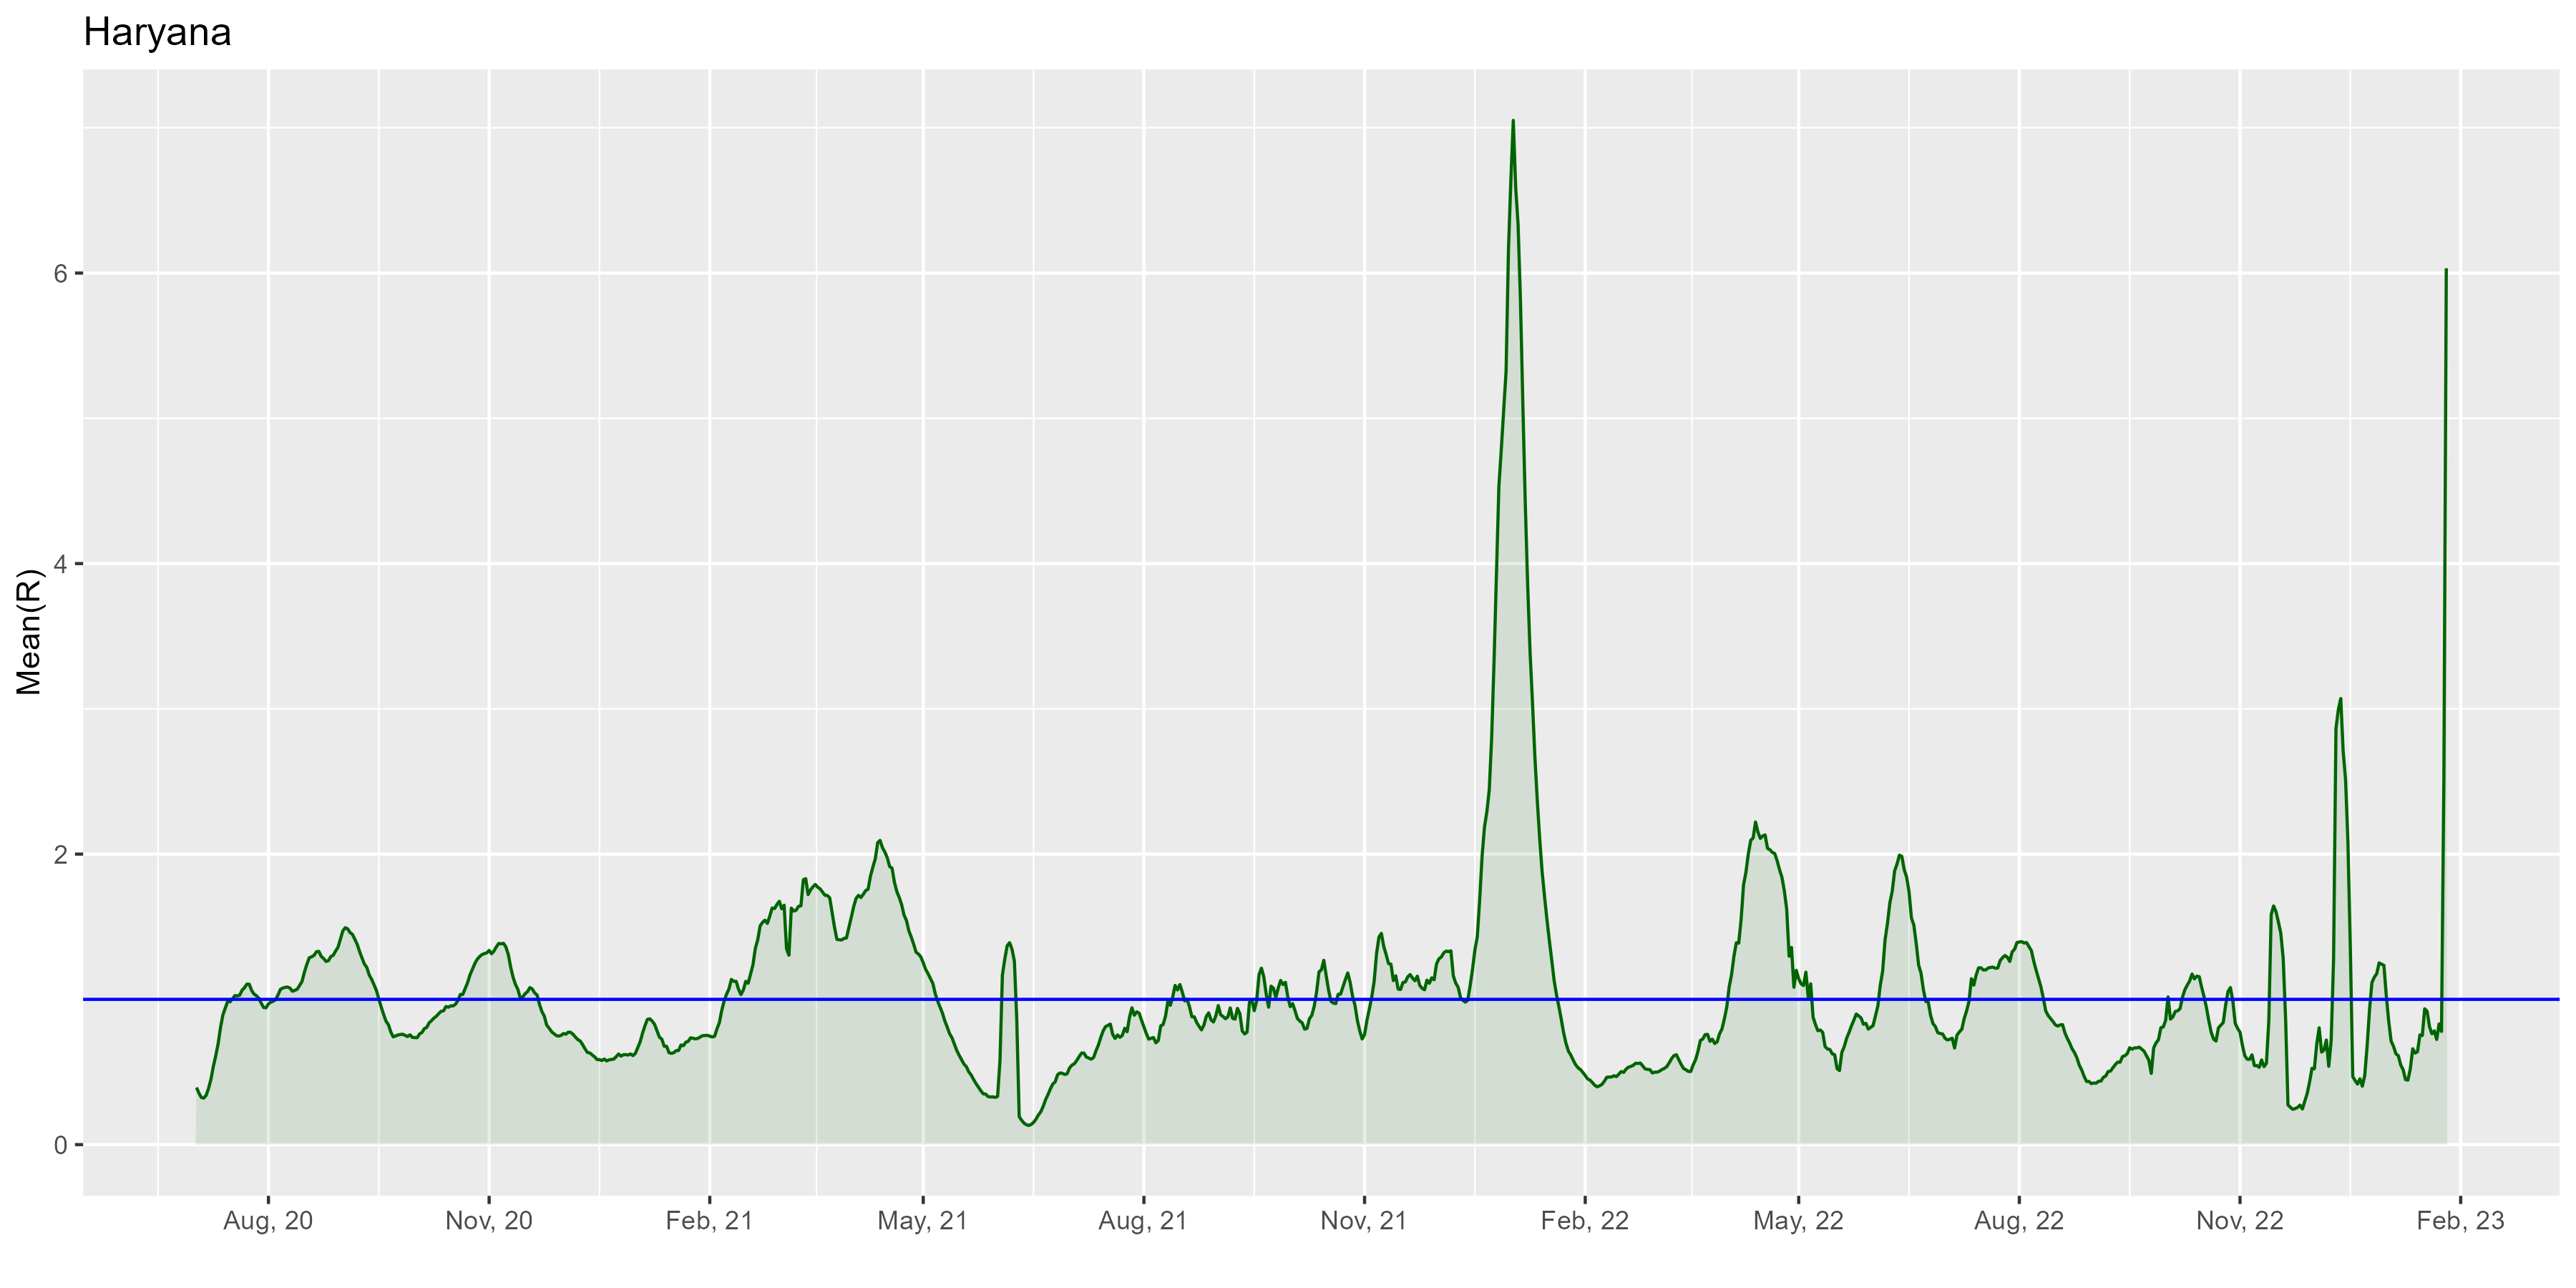 Haryana
Mean(R)
6
4
2
0
Aug, 20 Nov, 20 Feb, 21 May, 21 Aug, 21 Nov, 21 Feb, 22 May, 22 Aug, 22 Nov, 22 Feb, 23